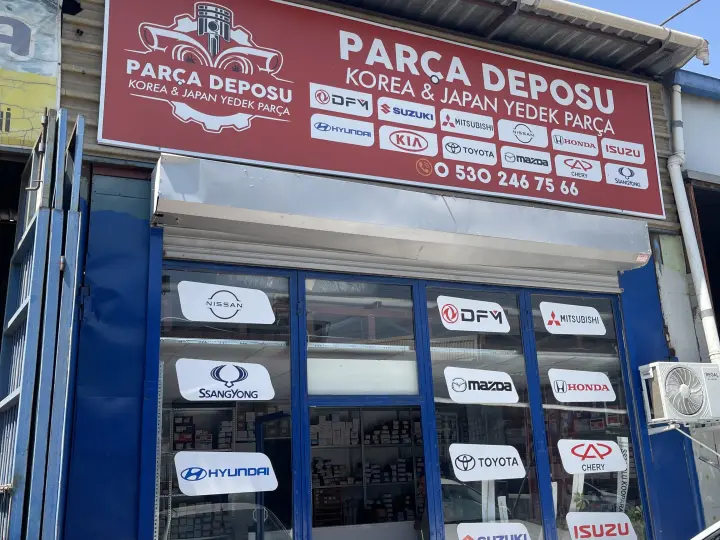 PARÇA DEPOSU
KOREA & JAPAN YEDEK PARÇA
PARÇA DEPOSU
KOREA & JAPAN YEDEK PARÇA
DFM
SUZUKI
MITSUBISHI
NISSAN
HONDA
ISUZU
HYUNDAI
KIA
TOYOTA
mazda
CHERY
SSANGYONG
0 530 246 75 66
NISSAN
DFM
MITSUBISHI
SSANGYONG
mazda
HONDA
HYUNDAI
TOYOTA
CHERY
SUZUKI
ISUZU